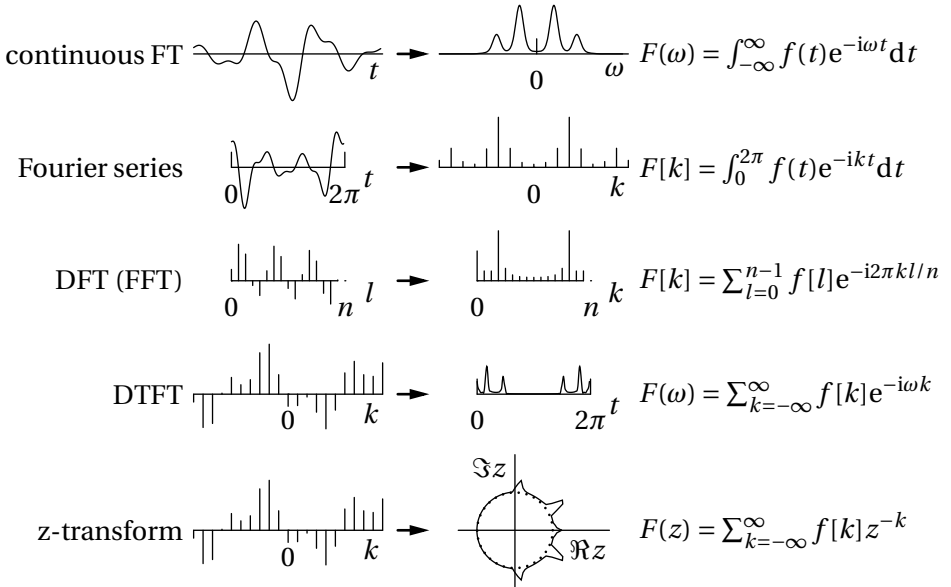 continuous FT t 0 ω F(ω) = ∫_{−∞}^{∞} f(t)e^{−iωt}dt
Fourier series 0 2π t 0 k F[k] = ∫_{0}^{2π} f(t)e^{−ikt}dt
DFT (FFT) 0 n l 0 n k F[k] = ∑_{l=0}^{n−1} f[l]e^{−i2πkl/n}
DTFT 0 k 0 2π t F(ω) = ∑_{k=−∞}^{∞} f[k]e^{−iωk}
ℑz
z-transform 0 k ℜz F(z) = ∑_{k=−∞}^{∞} f[k]z^{−k}